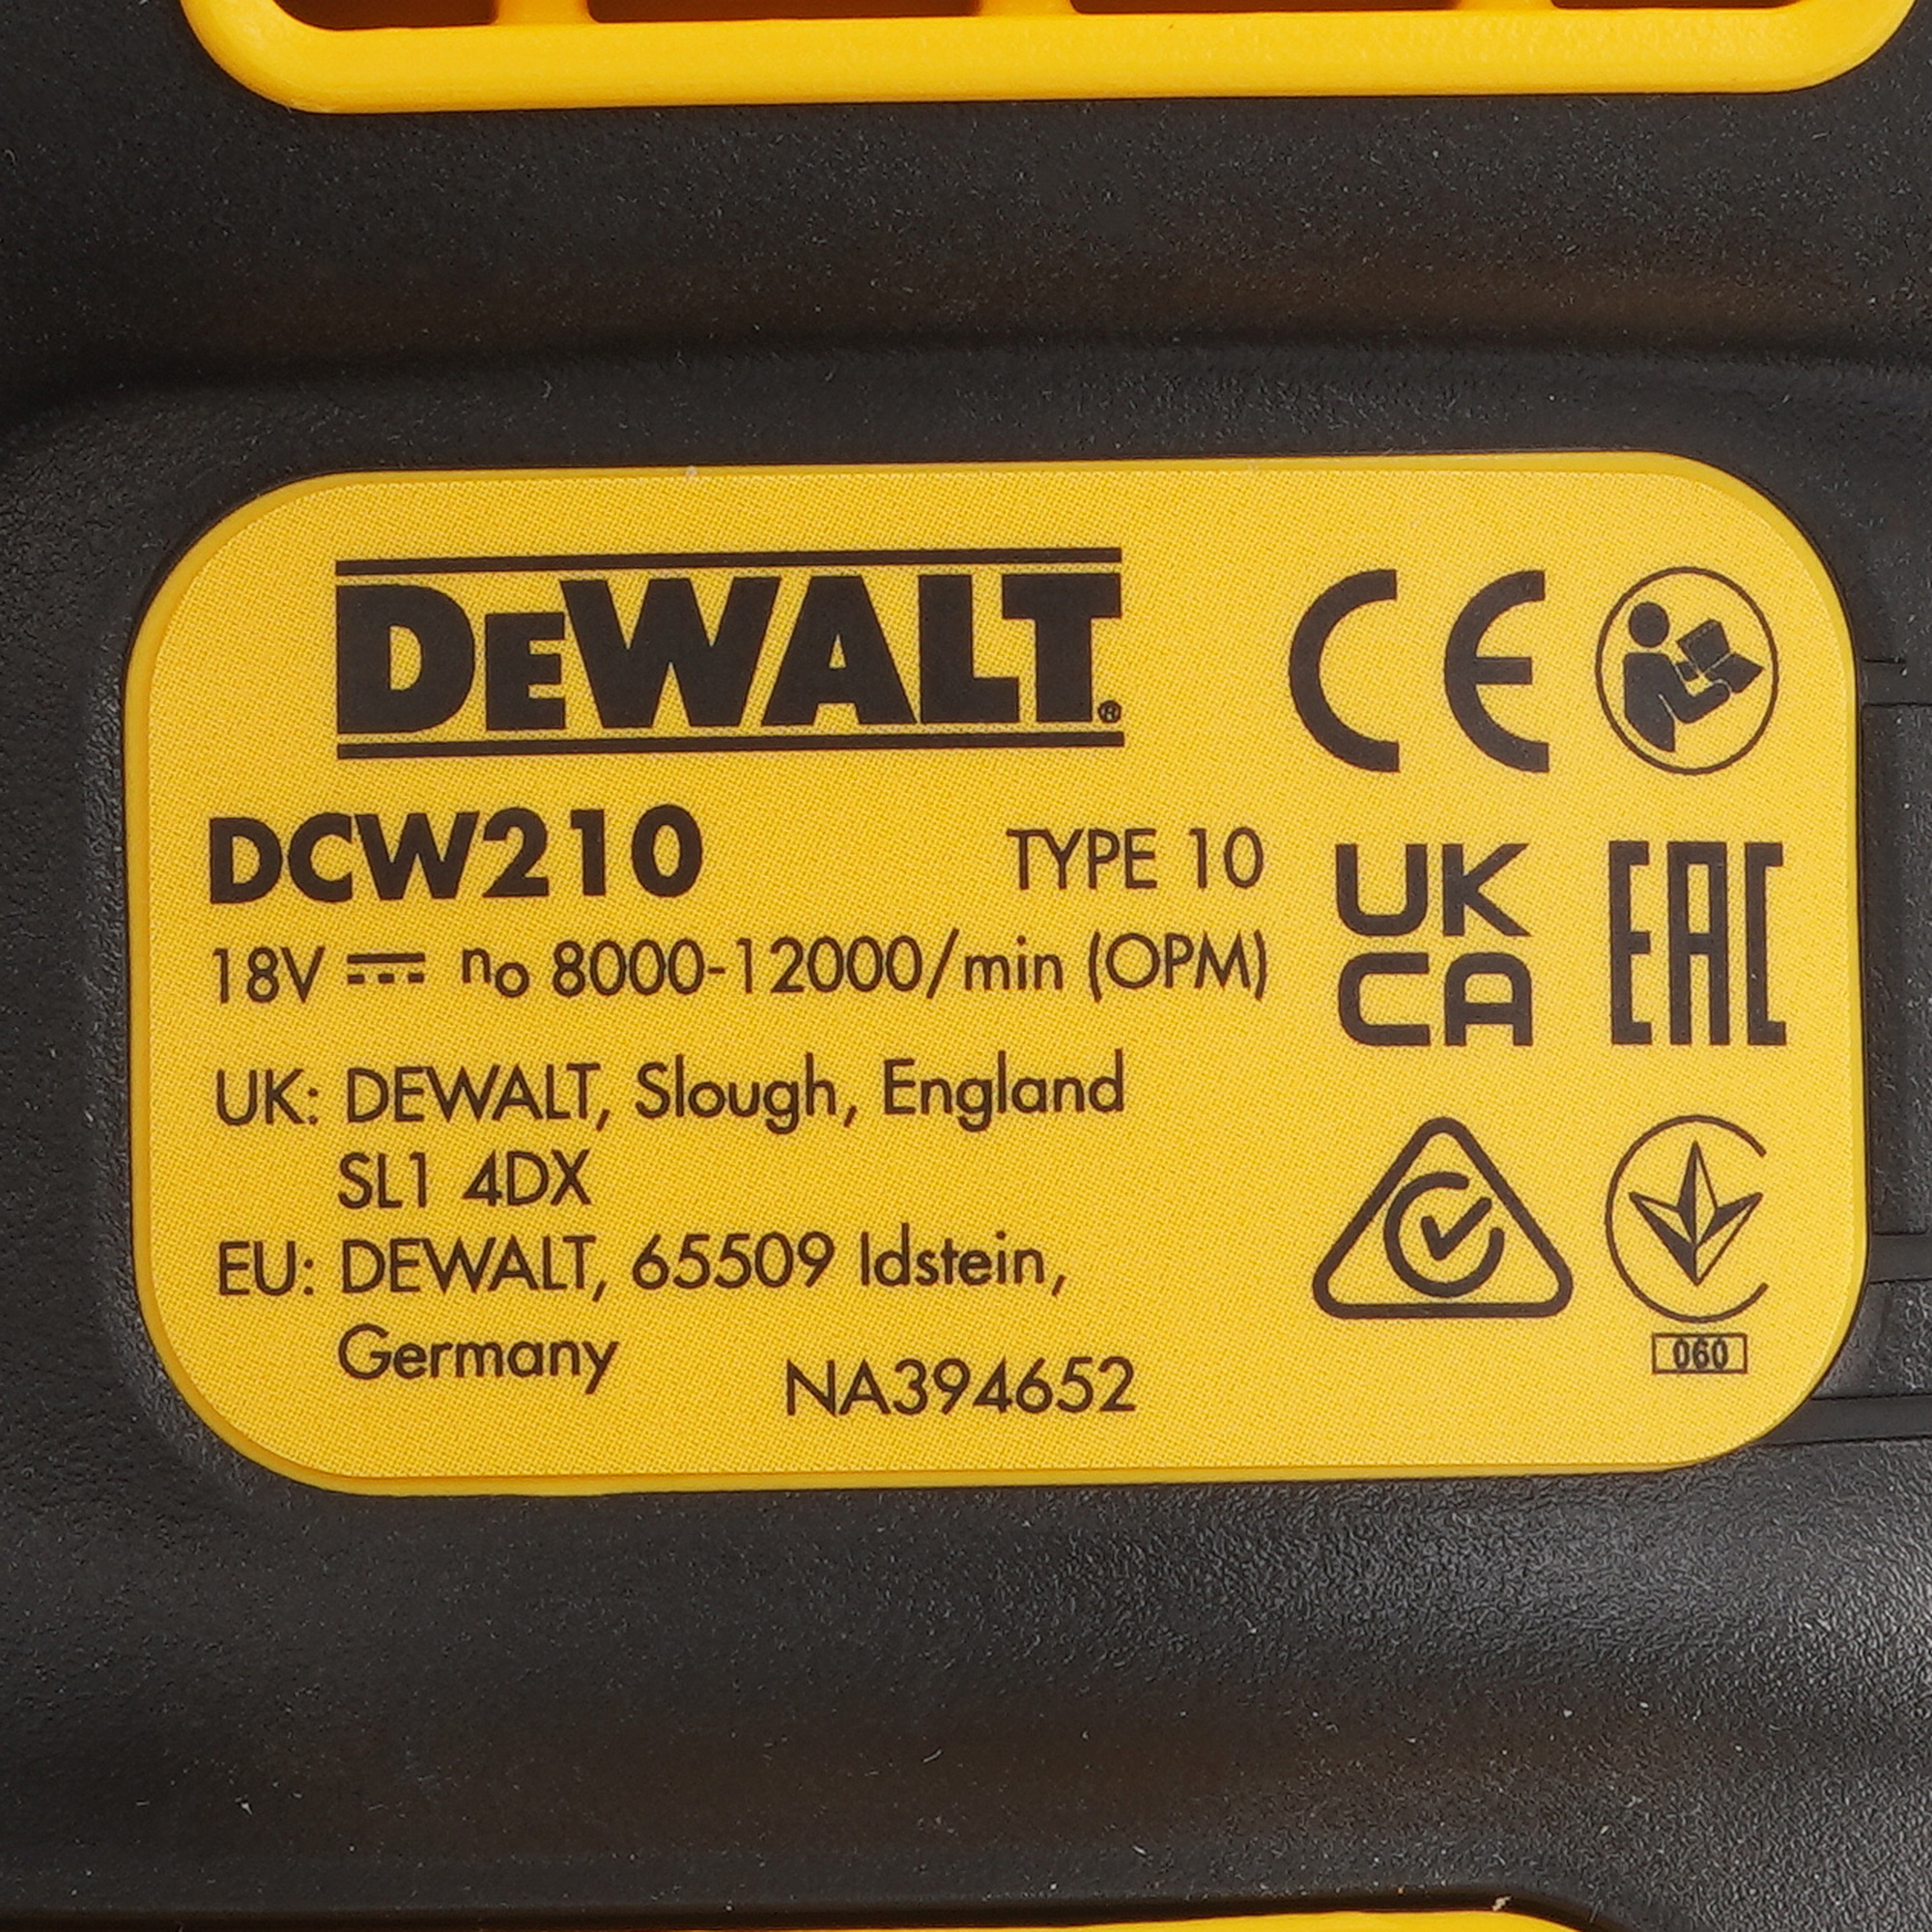 DEWALT®
CE
DCW210 TYPE 10
18V ⎓ no 8000-12000/min (OPM)
UK
CA
EAC
UK: DEWALT, Slough, England
SL1 4DX
EU: DEWALT, 65509 Idstein,
Germany
NA394652
060